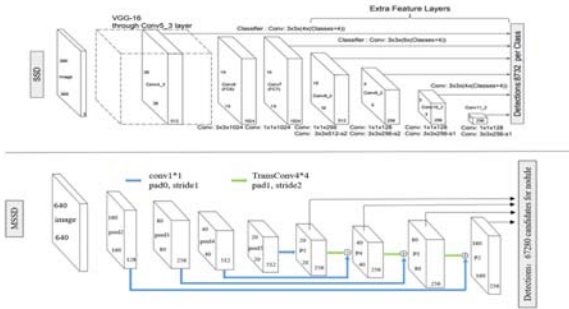 VGG-16
through Conv5_3 layer
Extra Feature Layers
Classifier : Conv: 3x3x(4x(Classes+4))
Classifier : Conv: 3x3x(6x(Classes+4))
Conv: 3x3x(4x(Classes+4))
SSD
300
Image
300
38
Conv4_3
38
512
19
Conv6
(FC6)
19
1024
19
Conv7
(FC7)
19
1024
10
Conv8_2
10
512
5
Conv9_2
5
256
Conv10_2
256
Conv11_2
256
Detections:8732 per Class
Conv: 3x3x1024
Conv: 1x1x1024
Conv: 1x1x256
Conv: 3x3x512-s2
Conv: 1x1x128
Conv: 3x3x256-s2
Conv: 1x1x128
Conv: 3x3x256-s1
Conv: 1x1x128
Conv: 3x3x256-s1
conv1*1
pad0, stride1
TransConv4*4
pad1, stride2
MSSD
640
image
640
160
pool2
160
128
80
pool3
80
256
40
pool4
40
512
20
pool5
20
512
20
P2
20
256
40
P4
40
256
80
P3
80
256
160
P2
160
256
Detections: 67200 candidates for nodule